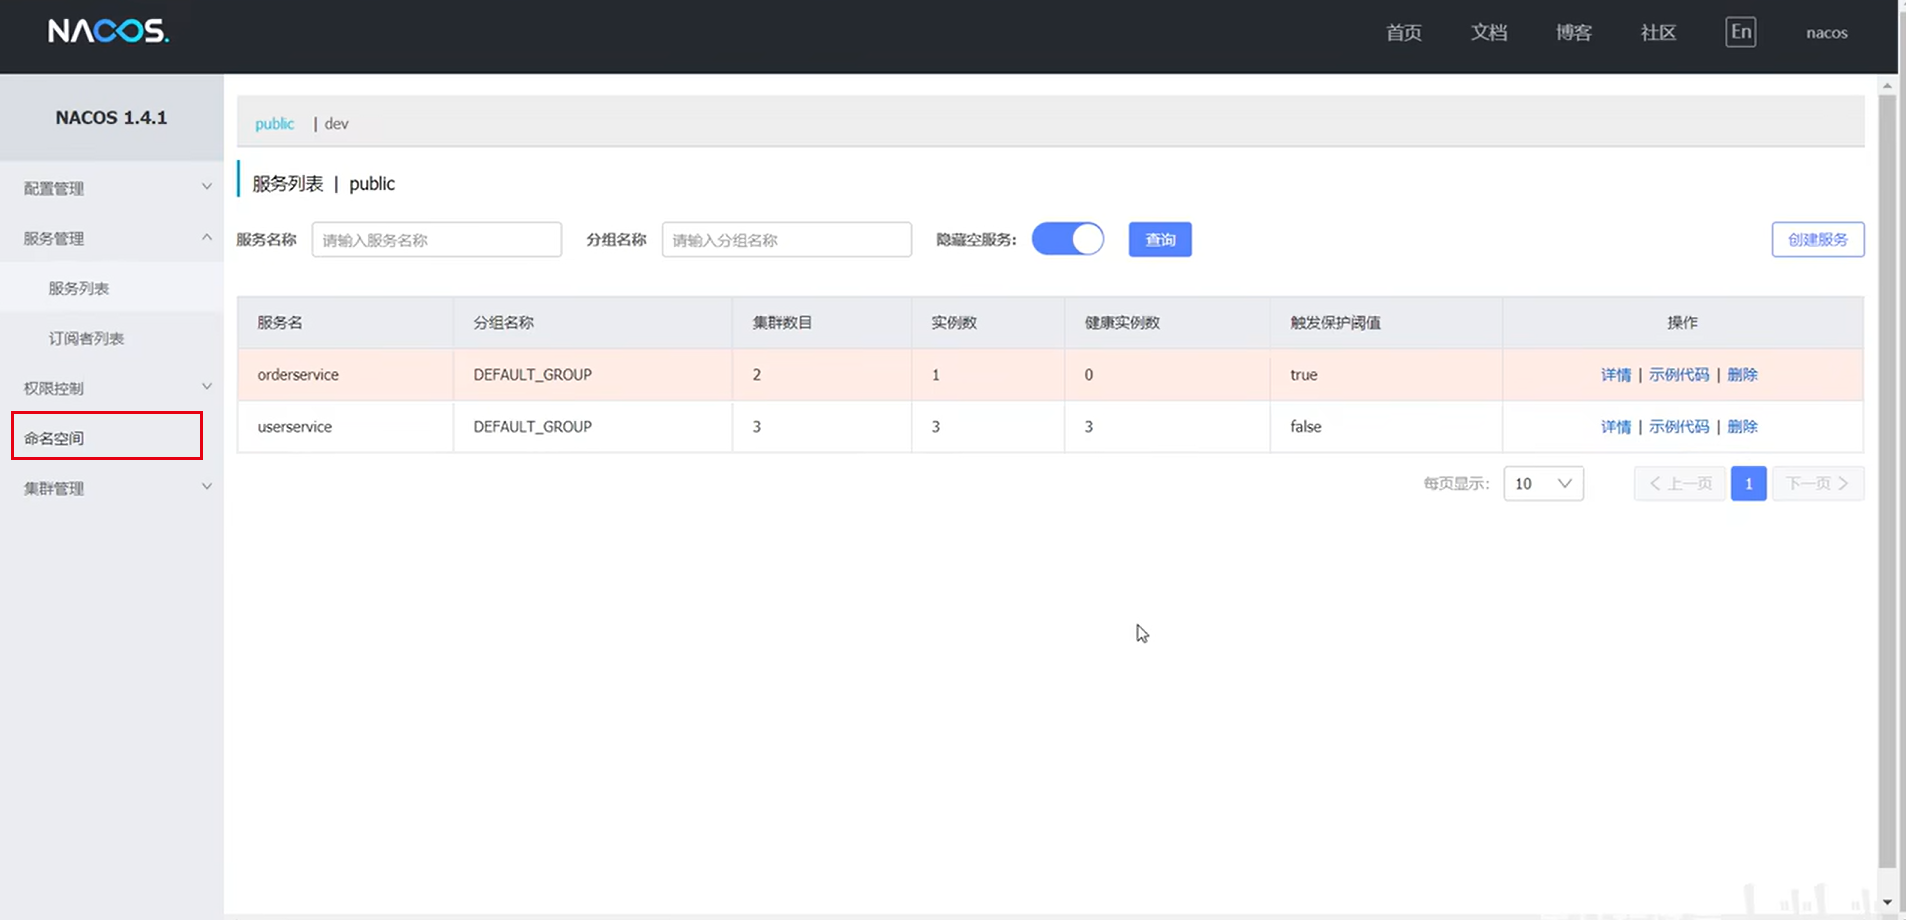 NACOS.
首页 文档 博客 社区 En nacos
NACOS 1.4.1
配置管理
服务管理
服务列表
订阅者列表
权限控制
命名空间
集群管理
public | dev
服务列表 | public
服务名称 请输入服务名称 分组名称 请输入分组名称 隐藏空服务: 查询 创建服务
服务名 分组名称 集群数目 实例数 健康实例数 触发保护阈值 操作
orderservice DEFAULT_GROUP 2 1 0 true 详情 | 示例代码 | 删除
userservice DEFAULT_GROUP 3 3 3 false 详情 | 示例代码 | 删除
每页显示: 10 上一页 1 下一页